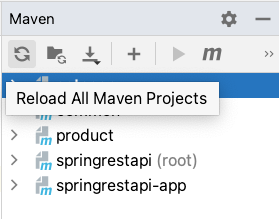 Maven
m
>>
Reload All Maven Projects
common
product
springrestapi (root)
springrestapi-app